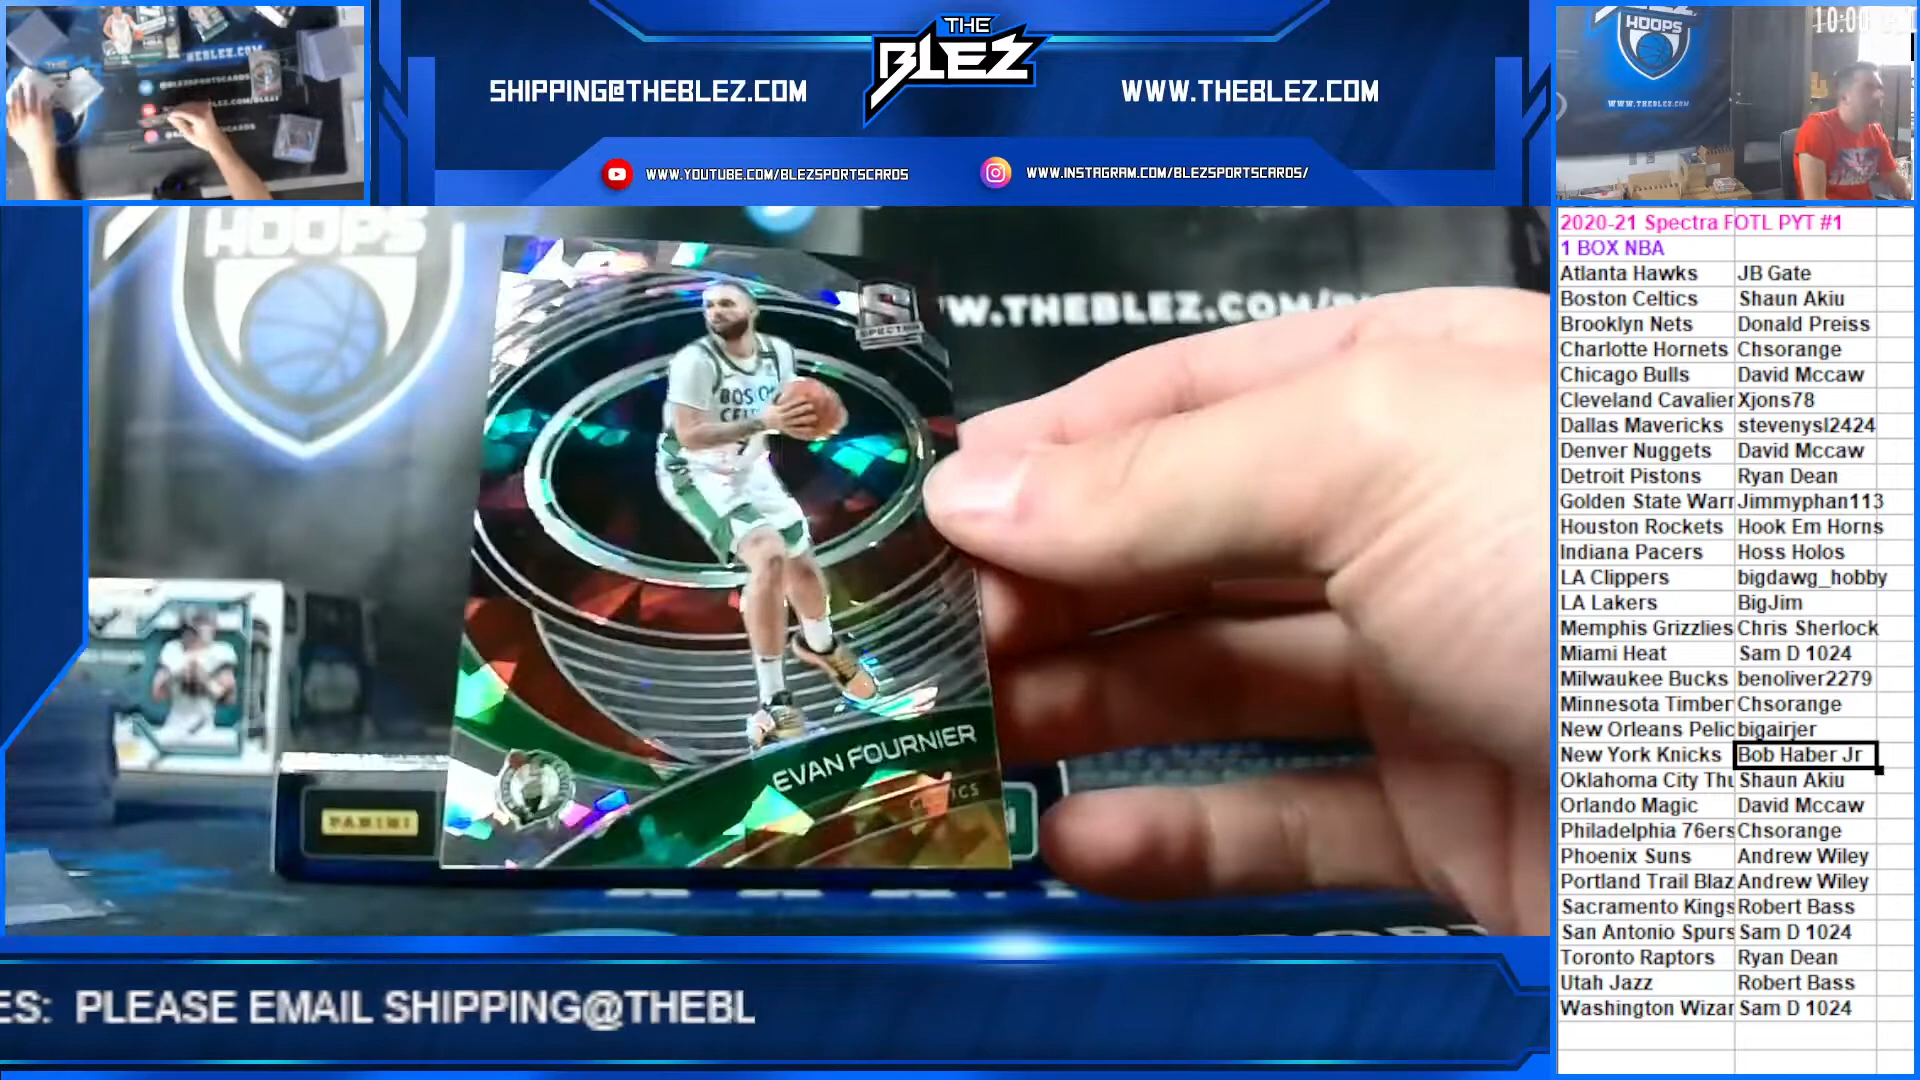 THE
BLEZ
SHIPPING@THEBLEZ.COM
WWW.THEBLEZ.COM
WWW.YOUTUBE.COM/BLEZSPORTSCARDS
WWW.INSTAGRAM.COM/BLEZSPORTSCARDS/
HOOPS
WWW.THEBLEZ.COM
HOOPS
W.THEBLEZ.COM/
SPECTRA
BOSTON
EVAN FOURNIER
CELTICS
PANINI
ES: PLEASE EMAIL SHIPPING@THEBL
2020-21 Spectra FOTL PYT #1
1 BOX NBA
Atlanta Hawks JB Gate
Boston Celtics Shaun Akiu
Brooklyn Nets Donald Preiss
Charlotte Hornets Chsorange
Chicago Bulls David Mccaw
Cleveland Cavalier Xjons78
Dallas Mavericks stevenysl2424
Denver Nuggets David Mccaw
Detroit Pistons Ryan Dean
Golden State Warr Jimmyphan113
Houston Rockets Hook Em Horns
Indiana Pacers Hoss Holos
LA Clippers bigdawg_hobby
LA Lakers BigJim
Memphis Grizzlies Chris Sherlock
Miami Heat Sam D 1024
Milwaukee Bucks benoliver2279
Minnesota Timber Chsorange
New Orleans Pelic bigairjer
New York Knicks Bob Haber Jr
Oklahoma City Thu Shaun Akiu
Orlando Magic David Mccaw
Philadelphia 76ers Chsorange
Phoenix Suns Andrew Wiley
Portland Trail Blaz Andrew Wiley
Sacramento Kings Robert Bass
San Antonio Spurs Sam D 1024
Toronto Raptors Ryan Dean
Utah Jazz Robert Bass
Washington Wizar Sam D 1024